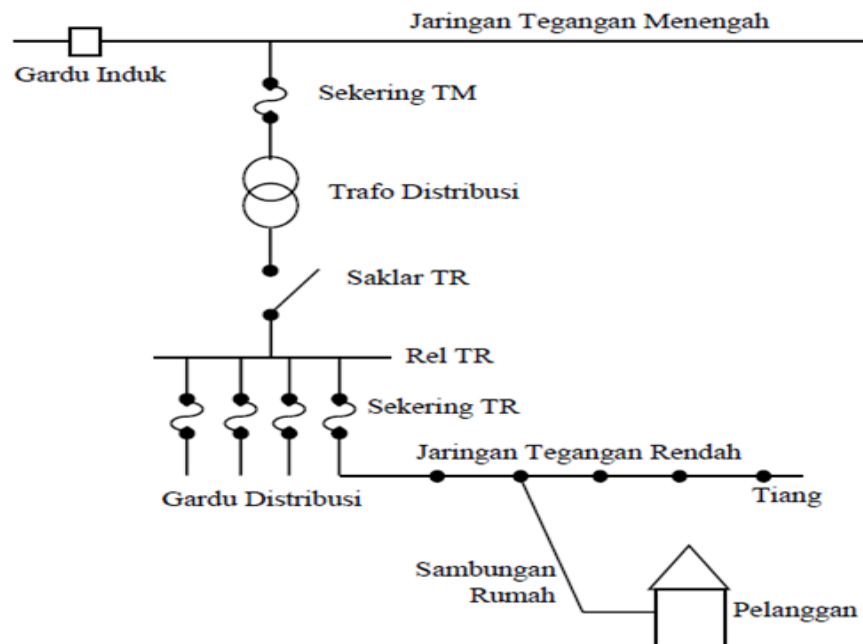 Jaringan Tegangan Menengah
Gardu Induk
Sekering TM
Trafo Distribusi
Saklar TR
Rel TR
Sekering TR
Jaringan Tegangan Rendah
Gardu Distribusi
Tiang
Sambungan
Rumah
Pelanggan